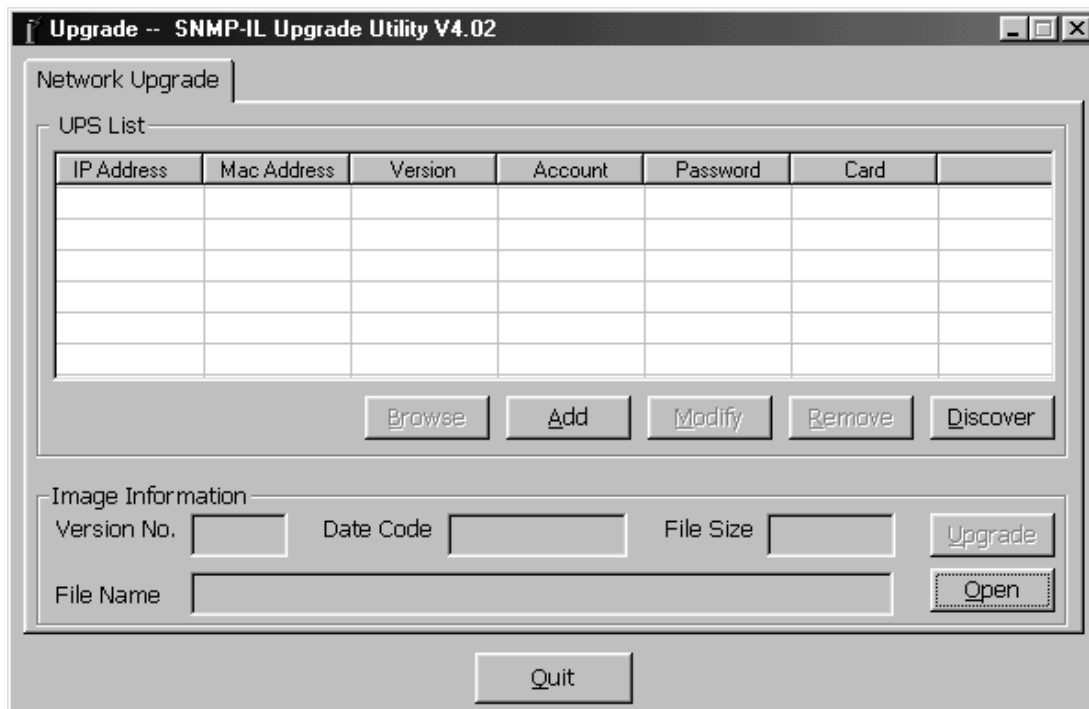 Upgrade -- SNMP-IL Upgrade Utility V4.02
Network Upgrade
UPS List
IP Address Mac Address Version Account Password Card
Browse Add Modify Remove Discover
Image Information
Version No. Date Code File Size Upgrade
File Name Open
Quit